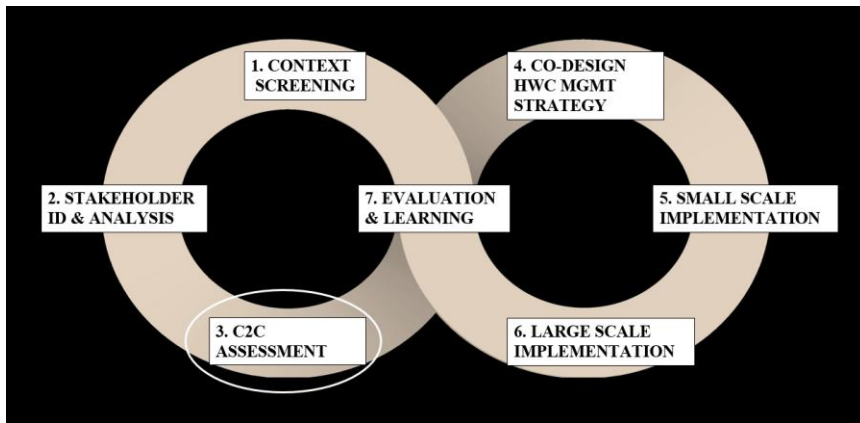 1. CONTEXT
SCREENING
2. STAKEHOLDER
ID & ANALYSIS
3. C2C
ASSESSMENT
4. CO-DESIGN
HWC MGMT
STRATEGY
5. SMALL SCALE
IMPLEMENTATION
6. LARGE SCALE
IMPLEMENTATION
7. EVALUATION
& LEARNING